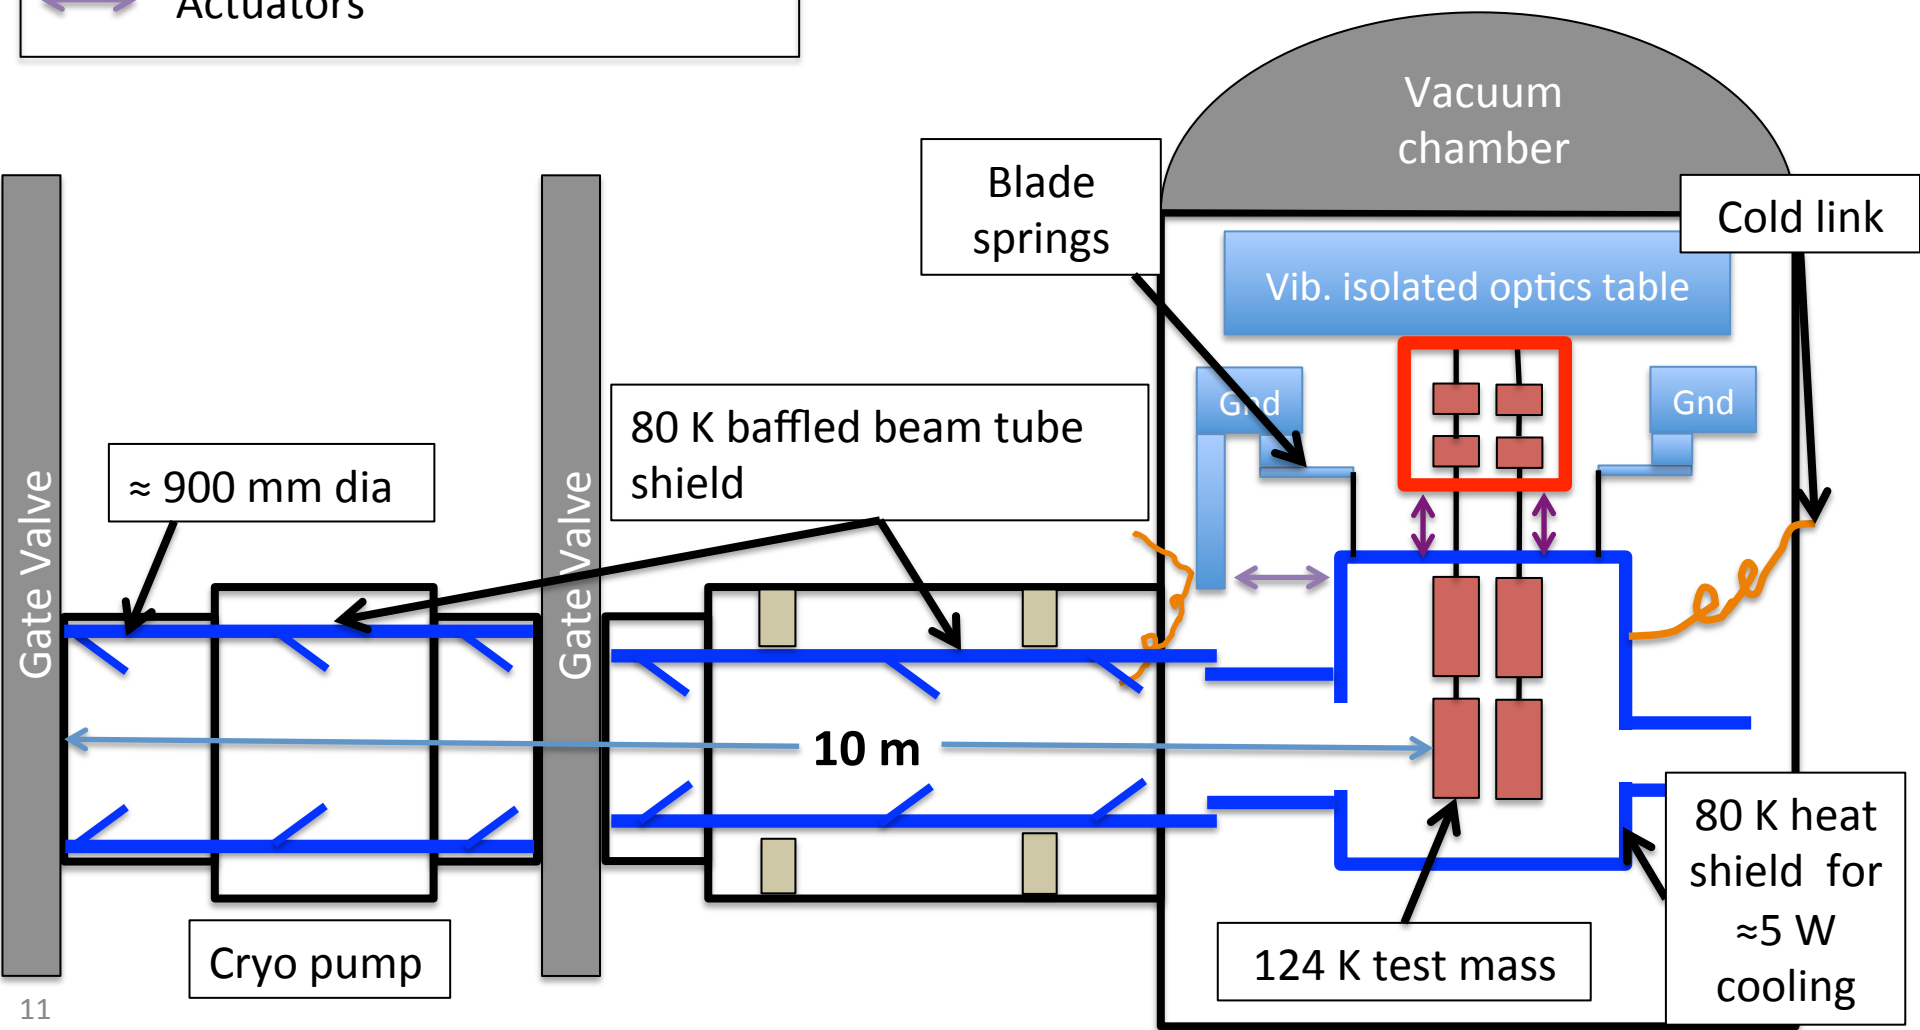 Actuators
Vacuum
chamber
Blade
springs
Cold link
Vib. isolated optics table
Gnd
Gnd
80 K baffled beam tube
shield
≈ 900 mm dia
Gate Valve
Gate Valve
10 m
Cryo pump
124 K test mass
80 K heat
shield for
≈5 W
cooling
11